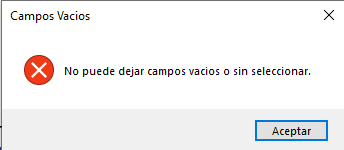 Campos Vacios
No puede dejar campos vacios o sin seleccionar.
Aceptar